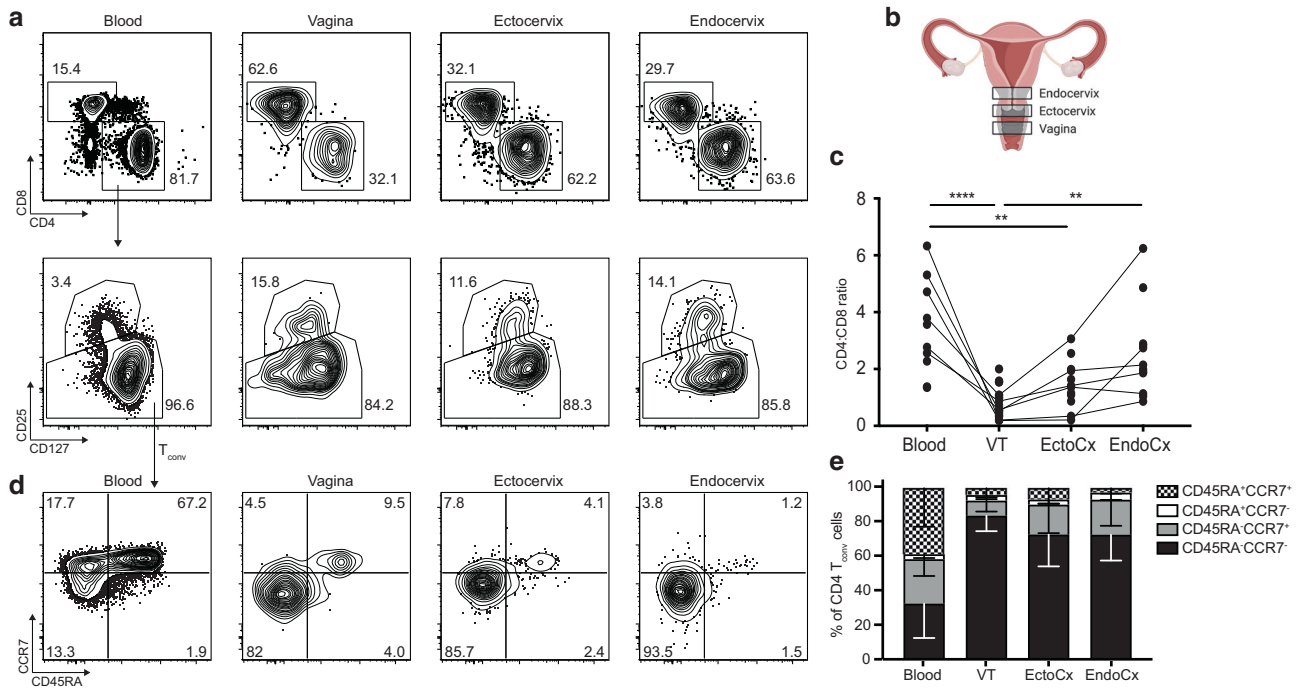 a
Blood
Vagina
Ectocervix
Endocervix
15.4
81.7
62.6
32.1
32.1
62.2
29.7
63.6
CD8
CD4
3.4
96.6
15.8
84.2
11.6
88.3
14.1
85.8
CD25
CD127
Tconv
b
Endocervix
Ectocervix
Vagina
c
CD4:CD8 ratio
8
6
4
2
0
****
**
**
Blood
VT
EctoCx
EndoCx
d
Blood
Vagina
Ectocervix
Endocervix
17.7
67.2
13.3
1.9
4.5
9.5
82
4.0
7.8
4.1
85.7
2.4
3.8
1.2
93.5
1.5
CCR7
CD45RA
e
% of CD4 Tconv cells
100
80
60
40
20
0
Blood
VT
EctoCx
EndoCx
CD45RA⁺CCR7⁺
CD45RA⁺CCR7⁻
CD45RA⁻CCR7⁺
CD45RA⁻CCR7⁻